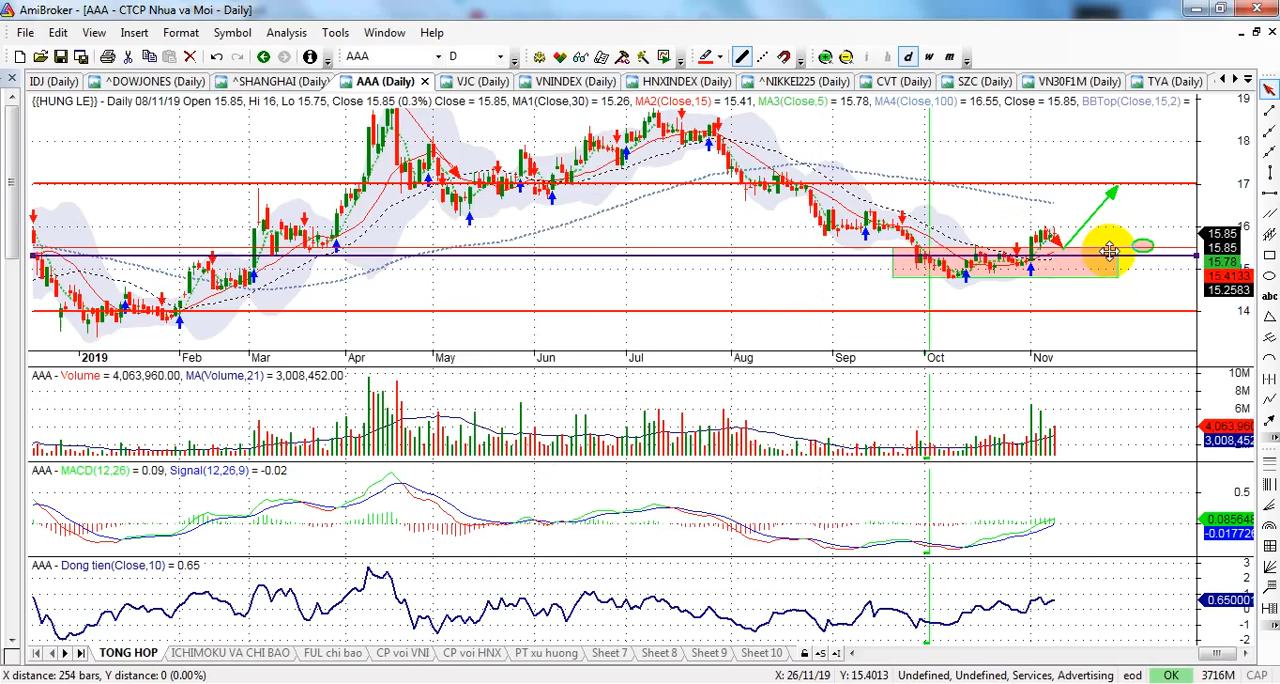 AmiBroker - [AAA - CTCP Nhua va Moi - Daily]
File Edit View Insert Format Symbol Analysis Tools Window Help
AAA D i h d w m
IDJ (Daily) ^DOWJONES (Daily) ^SHANGHAI (Daily) AAA (Daily) VJC (Daily) VNINDEX (Daily) HNXINDEX (Daily) ^NIKKEI225 (Daily) CVT (Daily) SZC (Daily) VN30F1M (Daily) TYA (Daily)
{{HUNG LE}} - Daily 08/11/19 Open 15.85, Hi 16, Lo 15.75, Close 15.85 (0.3%) Close = 15.85, MA1(Close,30) = 15.26, MA2(Close,15) = 15.41, MA3(Close,5) = 15.78, MA4(Close,100) = 16.55, Close = 15.85, BBTop(Close,15,2) =
19
18
17
16
15.85
15.85
15.78
15.4133
15.2583
15
14
2019 Feb Mar Apr May Jun Jul Aug Sep Oct Nov
AAA - Volume = 4,063,960.00, MA(Volume,21) = 3,008,452.00
10M
8M
6M
4,063,960
3,008,452
AAA - MACD(12,26) = 0.09, Signal(12,26,9) = -0.02
0.5
0.085648
-0.017726
AAA - Dong tien(Close,10) = 0.65
3
2
1
0.650001
-1
-2
TONG HOP ICHIMOKU VA CHI BAO FUL chi bao CP voi VNI CP voi HNX PT xu huong Sheet 7 Sheet 8 Sheet 9 Sheet 10
X distance: 254 bars, Y distance: 0 (0.00%) X: 26/11/19 Y: 15.4013 Undefined, Undefined, Services, Advertising eod OK 3716M CAP
abc